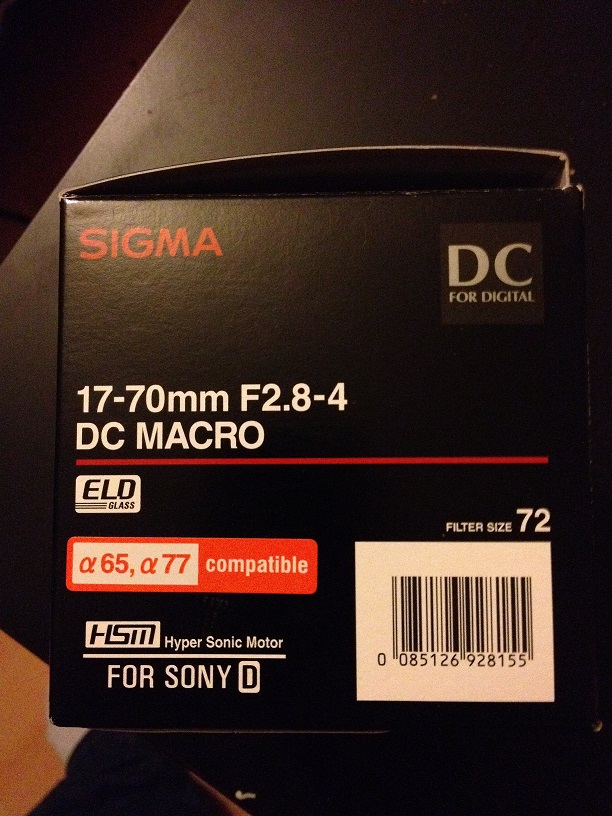 SIGMA
DC
FOR DIGITAL
17-70mm F2.8-4
DC MACRO
ELD
GLASS
FILTER SIZE 72
α65, α77 compatible
HSM Hyper Sonic Motor
FOR SONY D
0 085126 928155